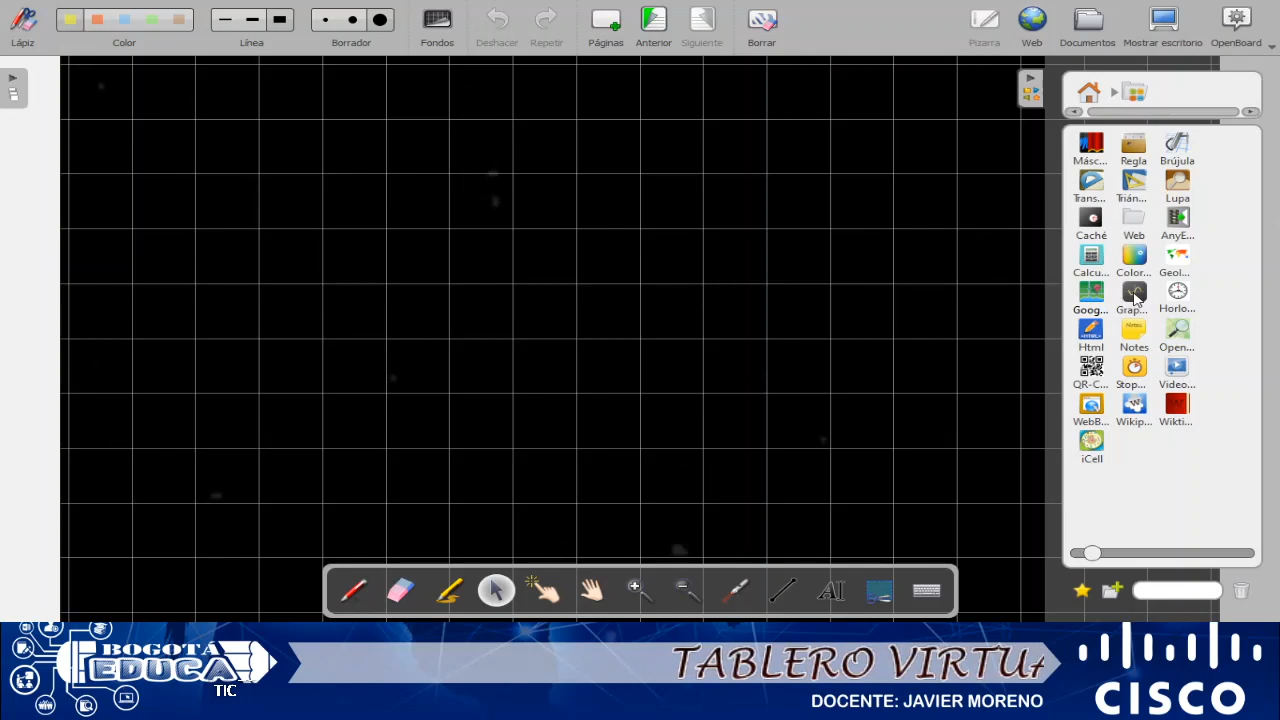 Lápiz
Color
Línea
Borrador
Fondos
Deshacer
Repetir
Páginas
Anterior
Siguiente
Borrar
Pizarra
Web
Documentos
Mostrar escritorio
OpenBoard
Másc...
Regla
Brújula
Trans...
Trián...
Lupa
Caché
Web
AnyE...
Calcu...
Color...
Geol...
Goog...
Grap...
Horlo...
Html
Notes
Open...
QR-C...
Stop...
Video...
WebB...
Wikip...
Wikti...
iCell
AI
BOGOTÁ
EDUCA
TIC
TABLERO VIRTUA
DOCENTE: JAVIER MORENO
CISCO